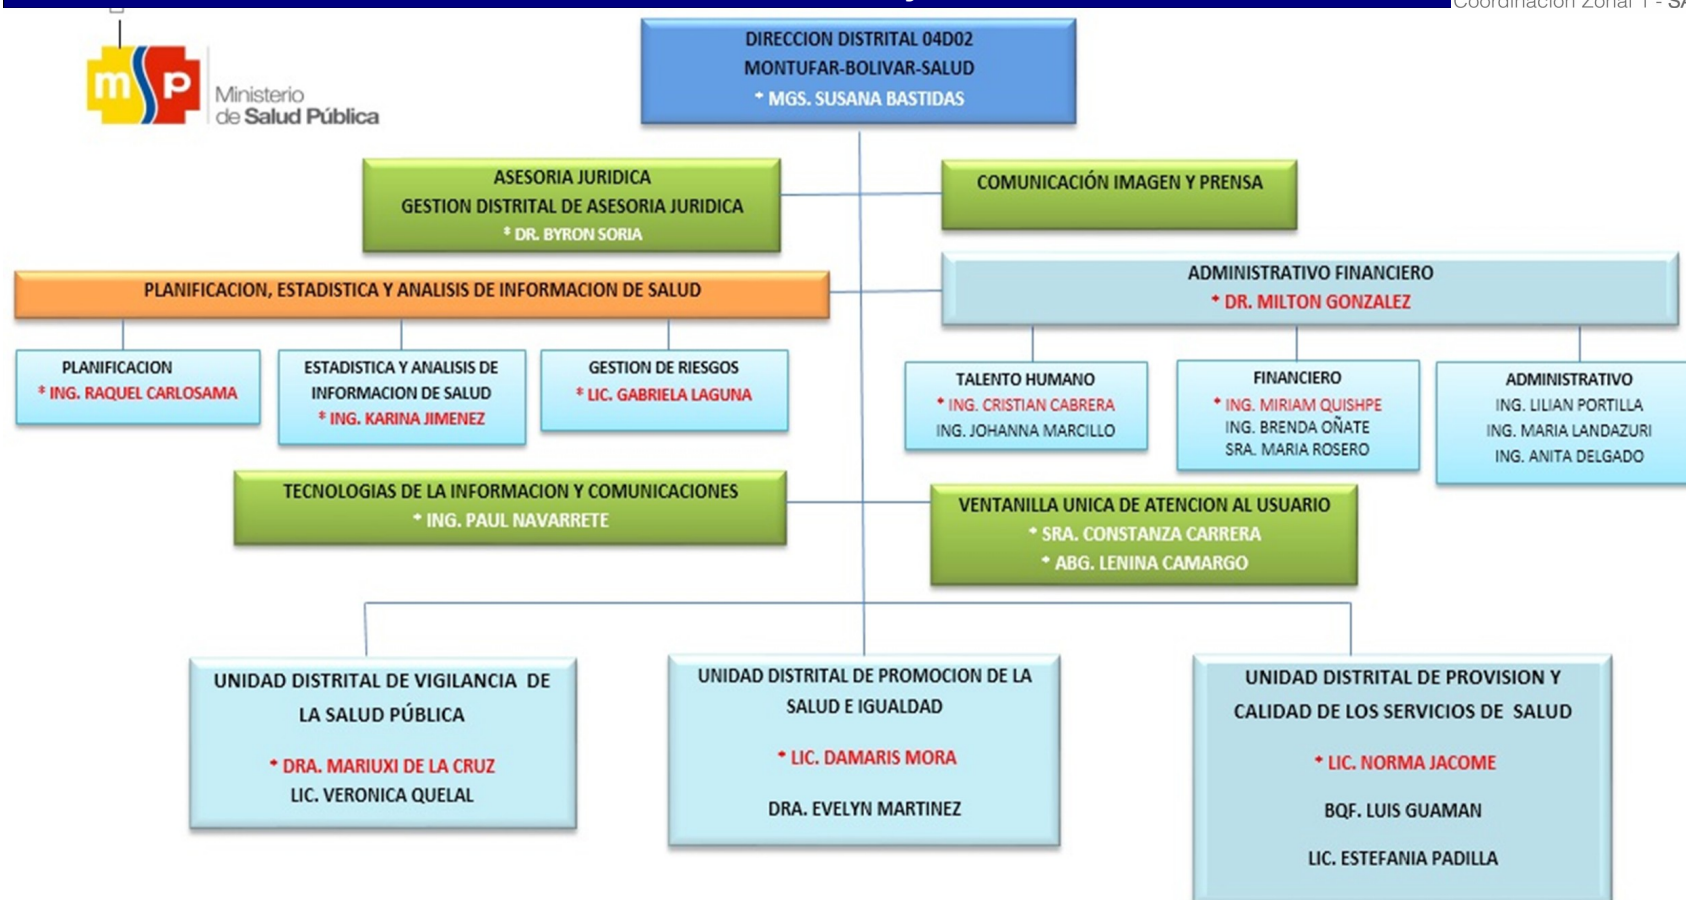 Coordinación Zonal 1 -
msp
Ministerio
de Salud Pública
DIRECCION DISTRITAL 04D02
MONTUFAR-BOLIVAR-SALUD
* MGS. SUSANA BASTIDAS
ASESORIA JURIDICA
GESTION DISTRITAL DE ASESORIA JURIDICA
* DR. BYRON SORIA
COMUNICACIÓN IMAGEN Y PRENSA
PLANIFICACION, ESTADISTICA Y ANALISIS DE INFORMACION DE SALUD
ADMINISTRATIVO FINANCIERO
* DR. MILTON GONZALEZ
PLANIFICACION
* ING. RAQUEL CARLOSAMA
ESTADISTICA Y ANALISIS DE
INFORMACION DE SALUD
* ING. KARINA JIMENEZ
GESTION DE RIESGOS
* LIC. GABRIELA LAGUNA
TALENTO HUMANO
* ING. CRISTIAN CABRERA
ING. JOHANNA MARCILLO
FINANCIERO
* ING. MIRIAM QUISHPE
ING. BRENDA OÑATE
SRA. MARIA ROSERO
ADMINISTRATIVO
ING. LILIAN PORTILLA
ING. MARIA LANDAZURI
ING. ANITA DELGADO
TECNOLOGIAS DE LA INFORMACION Y COMUNICACIONES
* ING. PAUL NAVARRETE
VENTANILLA UNICA DE ATENCION AL USUARIO
* SRA. CONSTANZA CARRERA
* ABG. LENINA CAMARGO
UNIDAD DISTRITAL DE VIGILANCIA DE
LA SALUD PÚBLICA
* DRA. MARIUXI DE LA CRUZ
LIC. VERONICA QUELAL
UNIDAD DISTRITAL DE PROMOCION DE LA
SALUD E IGUALDAD
* LIC. DAMARIS MORA
DRA. EVELYN MARTINEZ
UNIDAD DISTRITAL DE PROVISION Y
CALIDAD DE LOS SERVICIOS DE SALUD
* LIC. NORMA JACOME
BQF. LUIS GUAMAN
LIC. ESTEFANIA PADILLA